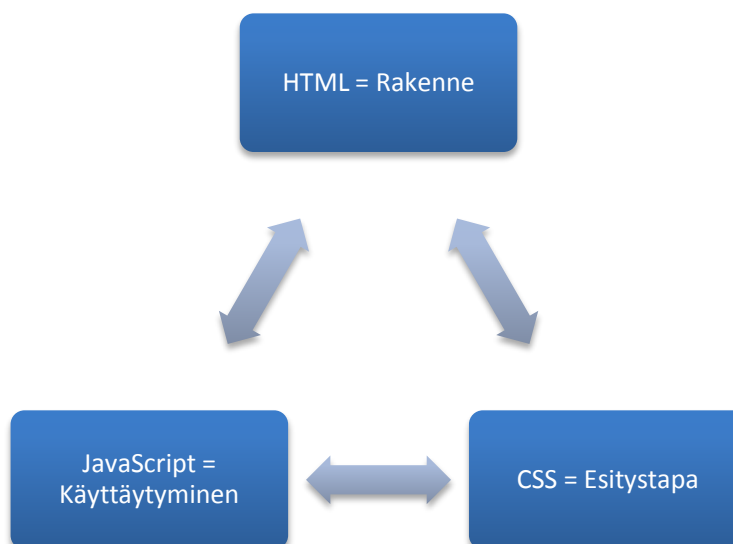 HTML = Rakenne
JavaScript =
Käyttäytyminen
CSS = Esitystapa